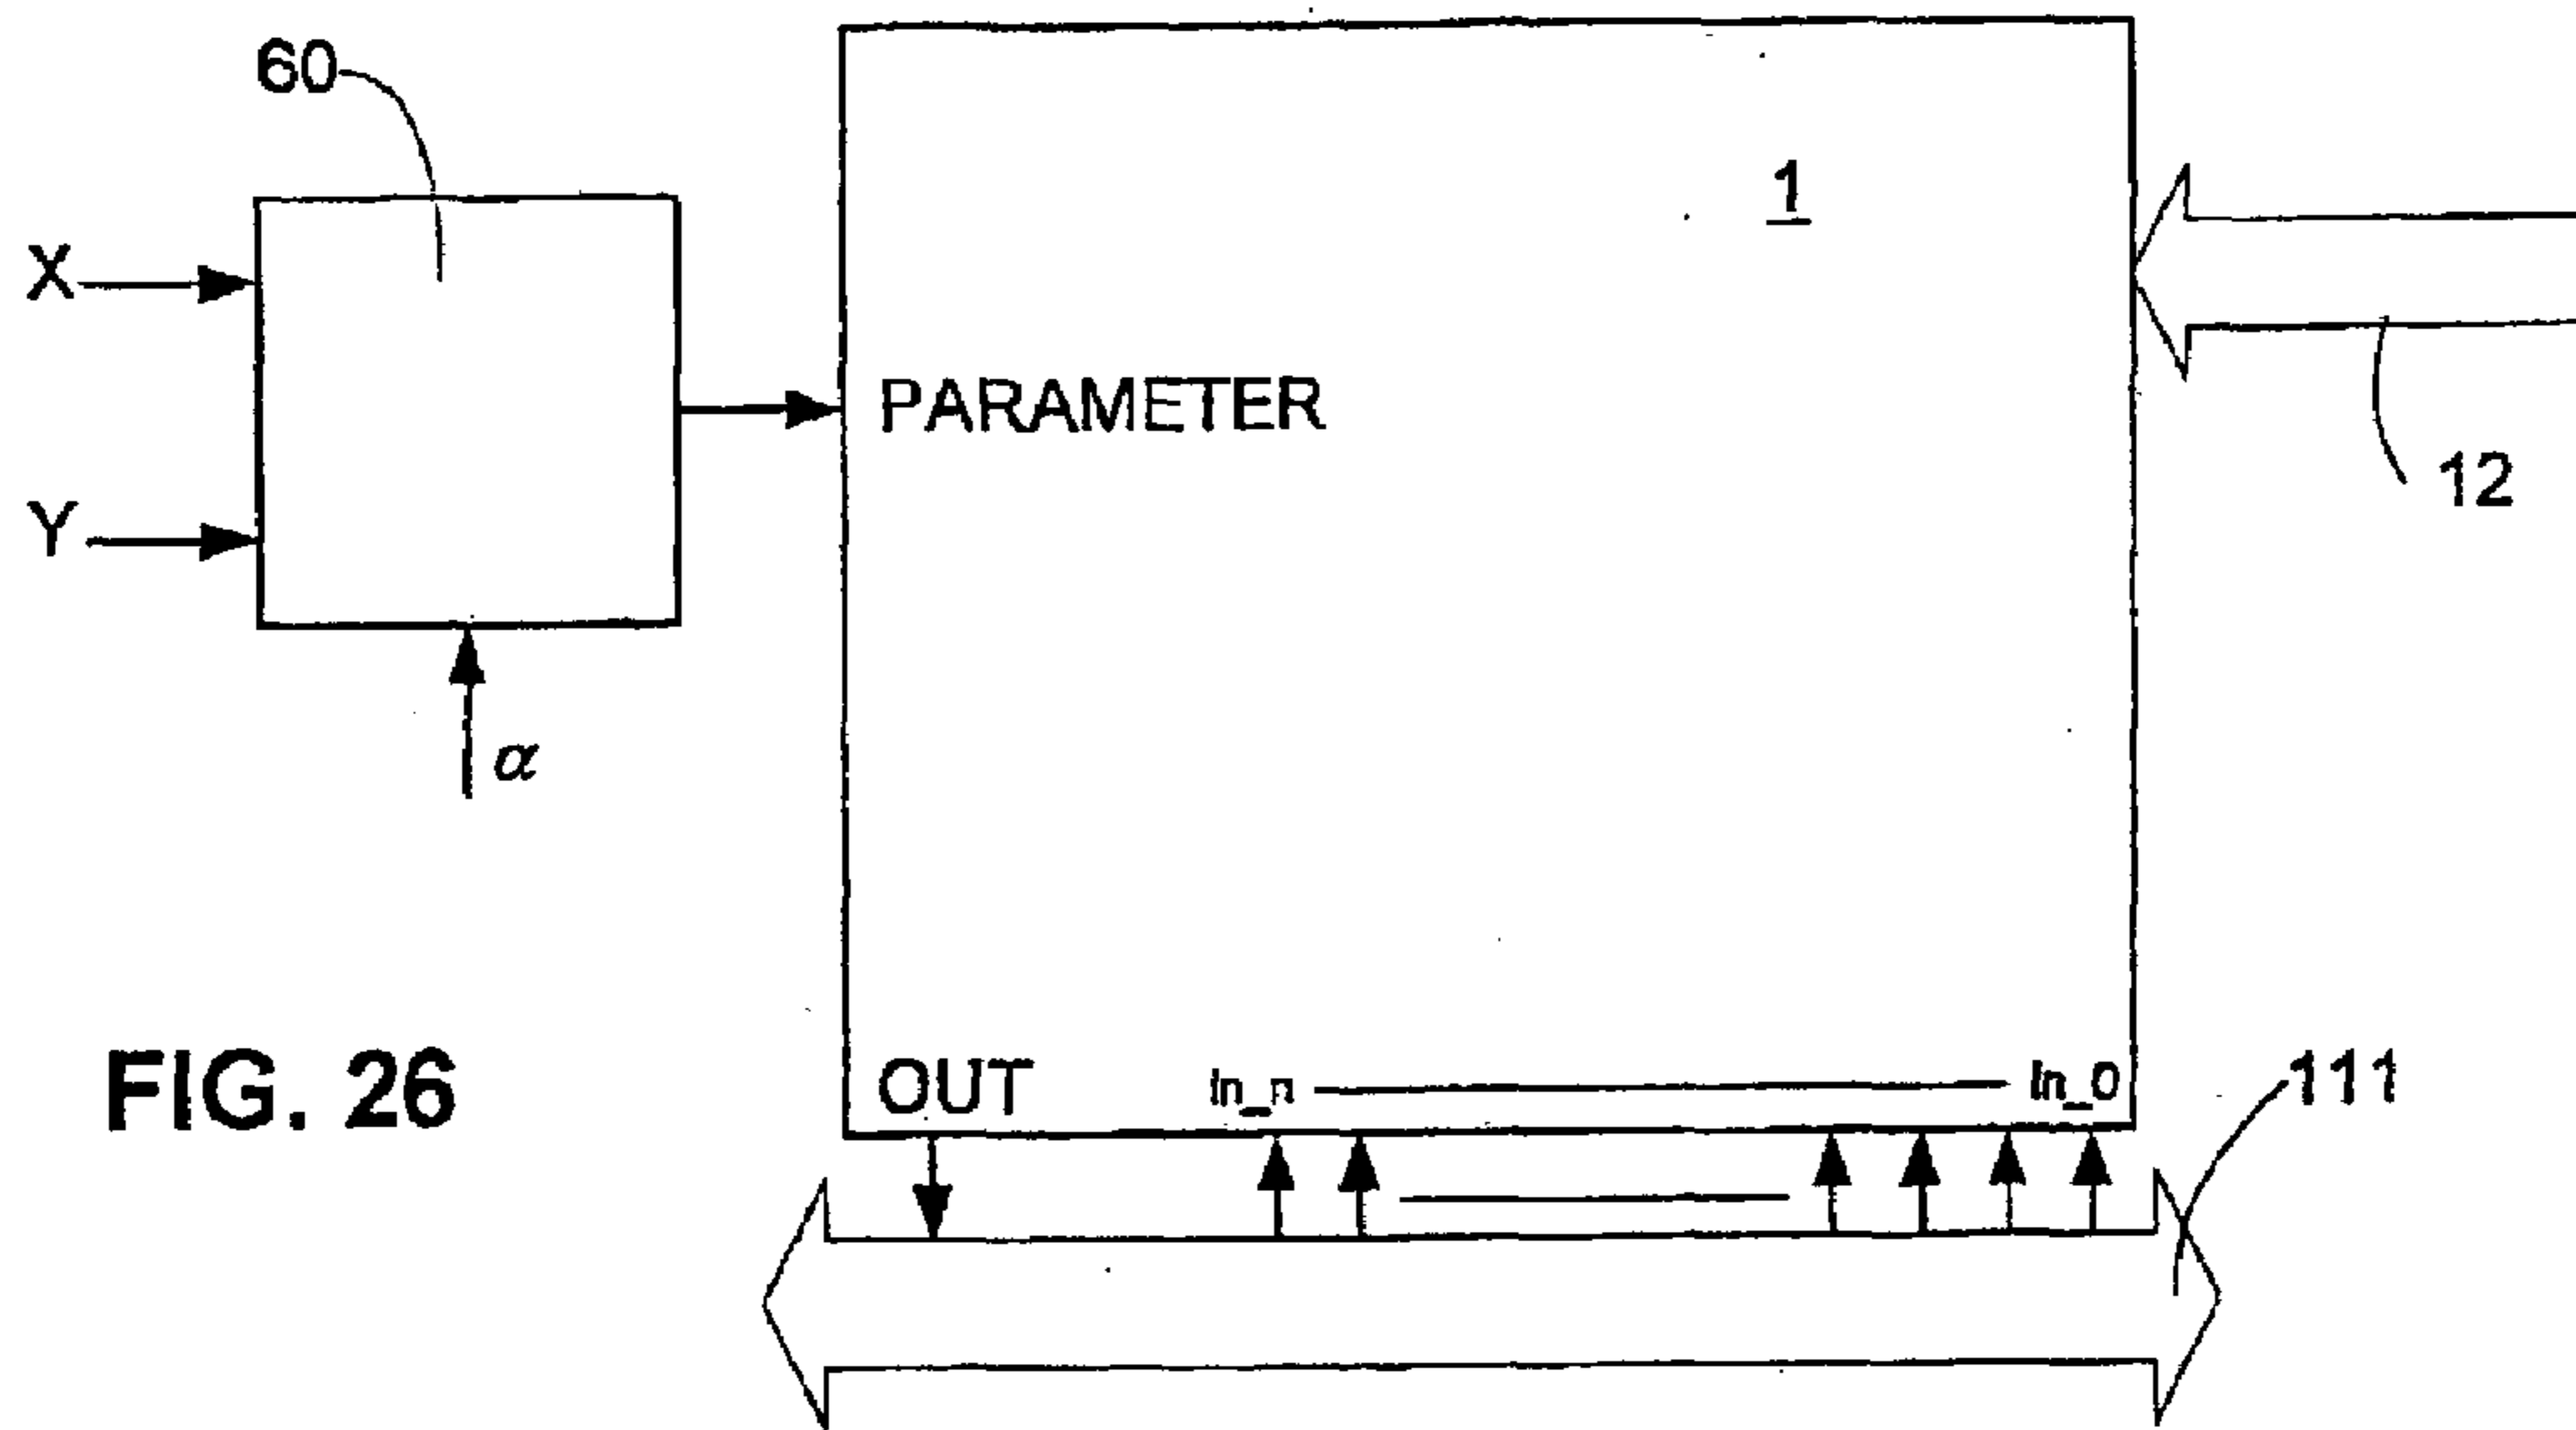 60
1
X
PARAMETER
12
Y
α
FIG. 26
OUT In_n In_0
111